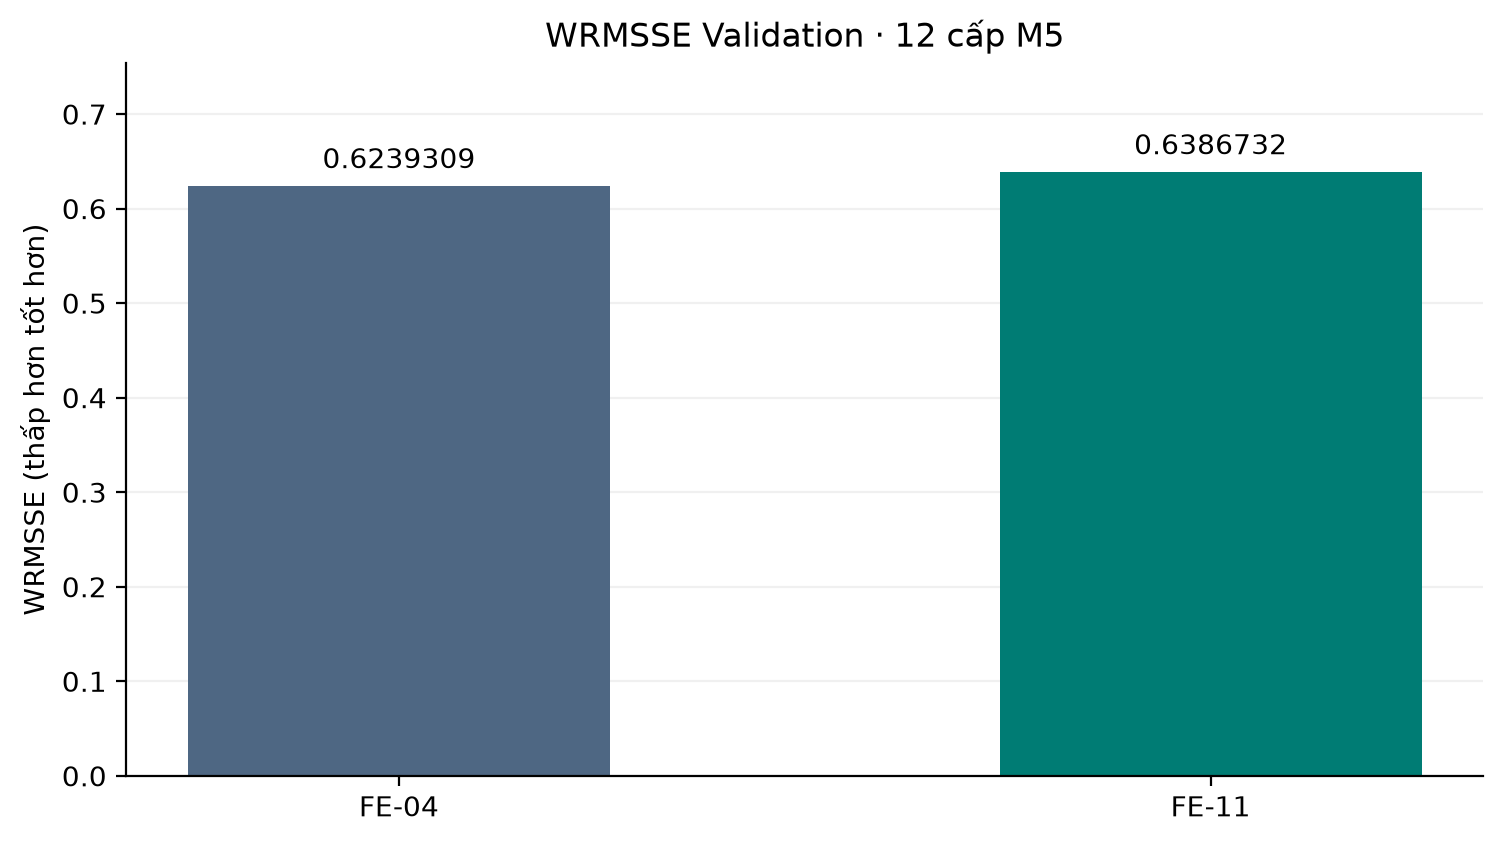 WRMSSE Validation · 12 cấp M5
WRMSSE (thấp hơn tốt hơn)
0.7
0.6
0.5
0.4
0.3
0.2
0.1
0.0
0.6239309
0.6386732
FE-04
FE-11